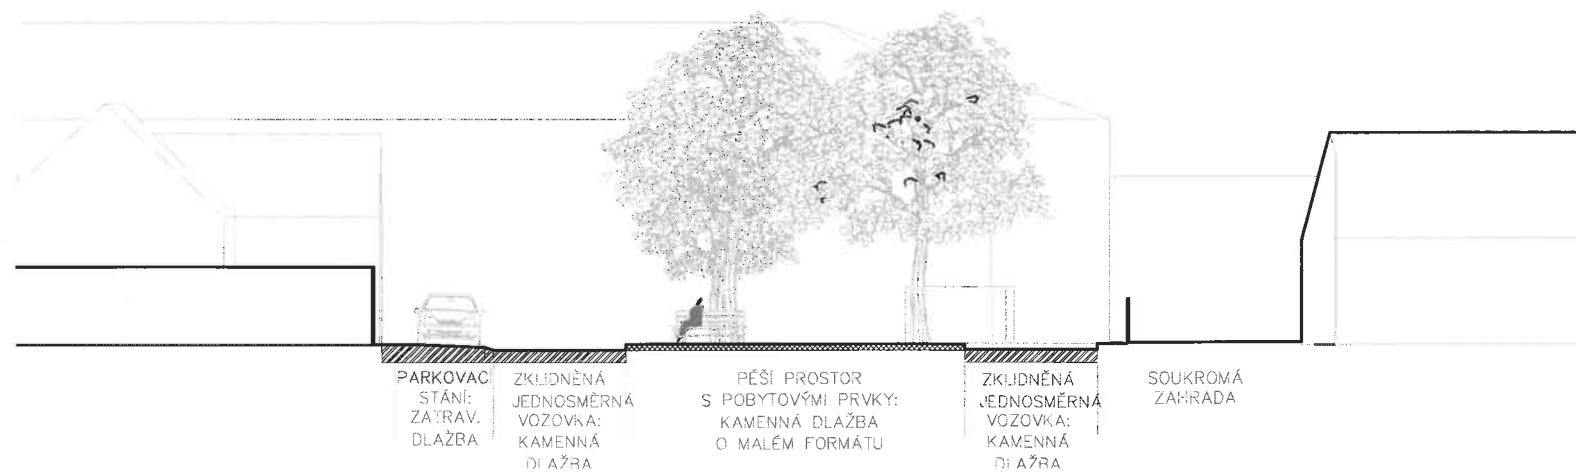 PARKOVACÍ
STÁNÍ:
ZATRAV.
DLAŽBA
ZKLIDNĚNÁ
JEDNOSMĚRNÁ
VOZOVKA:
KAMENNÁ
DLAŽBA
PĚŠÍ PROSTOR
S POBYTOVÝMI PRVKY:
KAMENNÁ DLAŽBA
O MALÉM FORMÁTU
ZKLIDNĚNÁ
JEDNOSMĚRNÁ
VOZOVKA:
KAMENNÁ
DLAŽBA
SOUKROMÁ
ZAHRADA